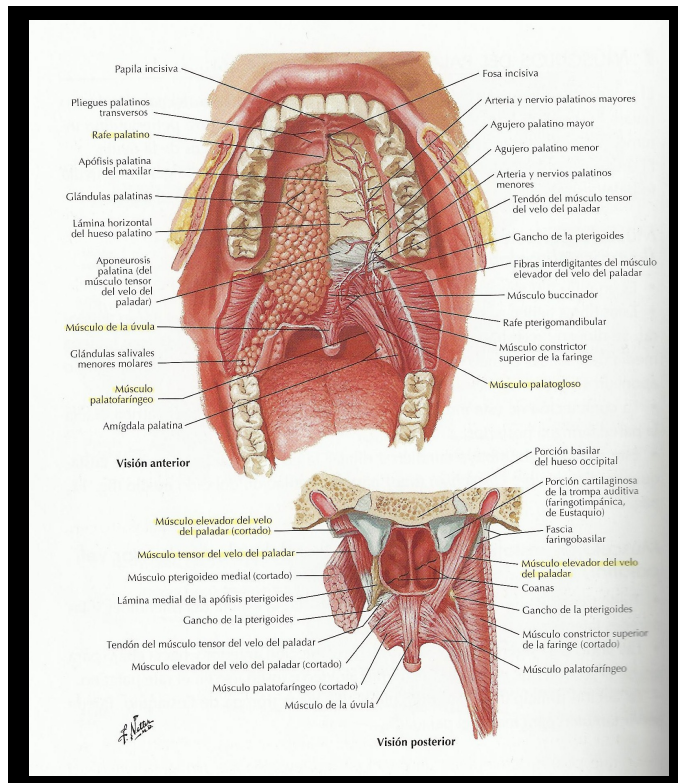 Papila incisiva
Pliegues palatinos
transversos
Rafe palatino
Apófisis palatina
del maxilar
Glándulas palatinas
Lámina horizontal
del hueso palatino
Aponeurosis
palatina (del
músculo tensor
del velo del
paladar)
Músculo de la úvula
Glándulas salivales
menores molares
Músculo
palatofaríngeo
Amígdala palatina
Fosa incisiva
Arteria y nervio palatinos mayores
Agujero palatino mayor
Agujero palatino menor
Arteria y nervios palatinos
menores
Tendón del músculo tensor
del velo del paladar
Gancho de la pterigoides
Fibras interdigitantes del músculo
elevador del velo del paladar
Músculo buccinador
Rafe pterigomandibular
Músculo constrictor
superior de la faringe
Músculo palatogloso
Visión anterior
Músculo elevador del velo
del paladar (cortado)
Músculo tensor del velo del paladar
Músculo pterigoideo medial (cortado)
Lámina medial de la apófisis pterigoides
Gancho de la pterigoides
Tendón del músculo tensor del velo del paladar
Músculo elevador del velo del paladar (cortado)
Músculo palatofaríngeo (cortado)
Músculo de la úvula
Porción basilar
del hueso occipital
Porción cartilaginosa
de la trompa auditiva
(faringotimpánica,
de Eustaquio)
Fascia
faringobasilar
Músculo elevador del velo
del paladar
Coanas
Gancho de la pterigoides
Músculo constrictor superior
de la faringe (cortado)
Músculo palatofaríngeo
Visión posterior
F. Netter
M.D.